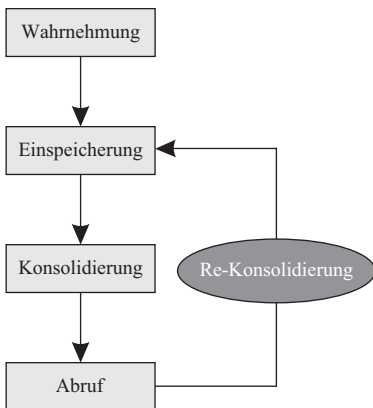 Wahrnehmung
Einspeicherung
Konsolidierung
Re-Konsolidierung
Abruf